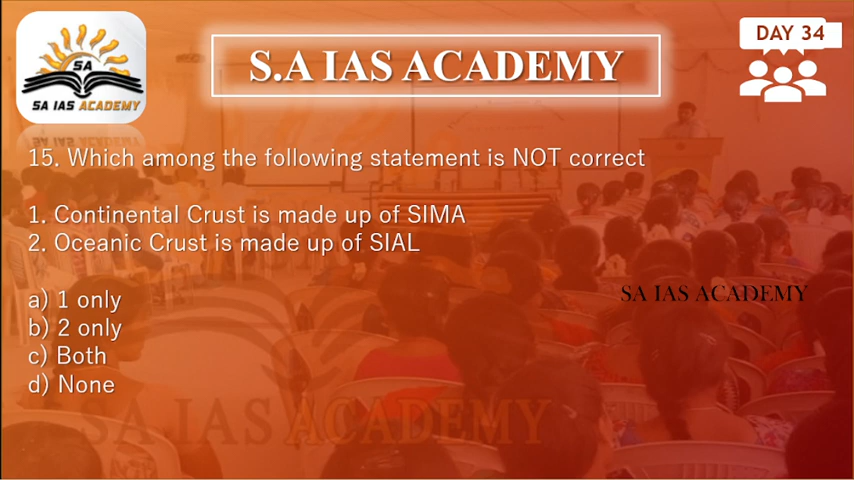 SA
SA IAS ACADEMY
S.A IAS ACADEMY
DAY 34
15. Which among the following statement is NOT correct
1. Continental Crust is made up of SIMA
2. Oceanic Crust is made up of SIAL
a) 1 only
b) 2 only
c) Both
d) None
SA IAS ACADEMY
SA IAS ACADEMY